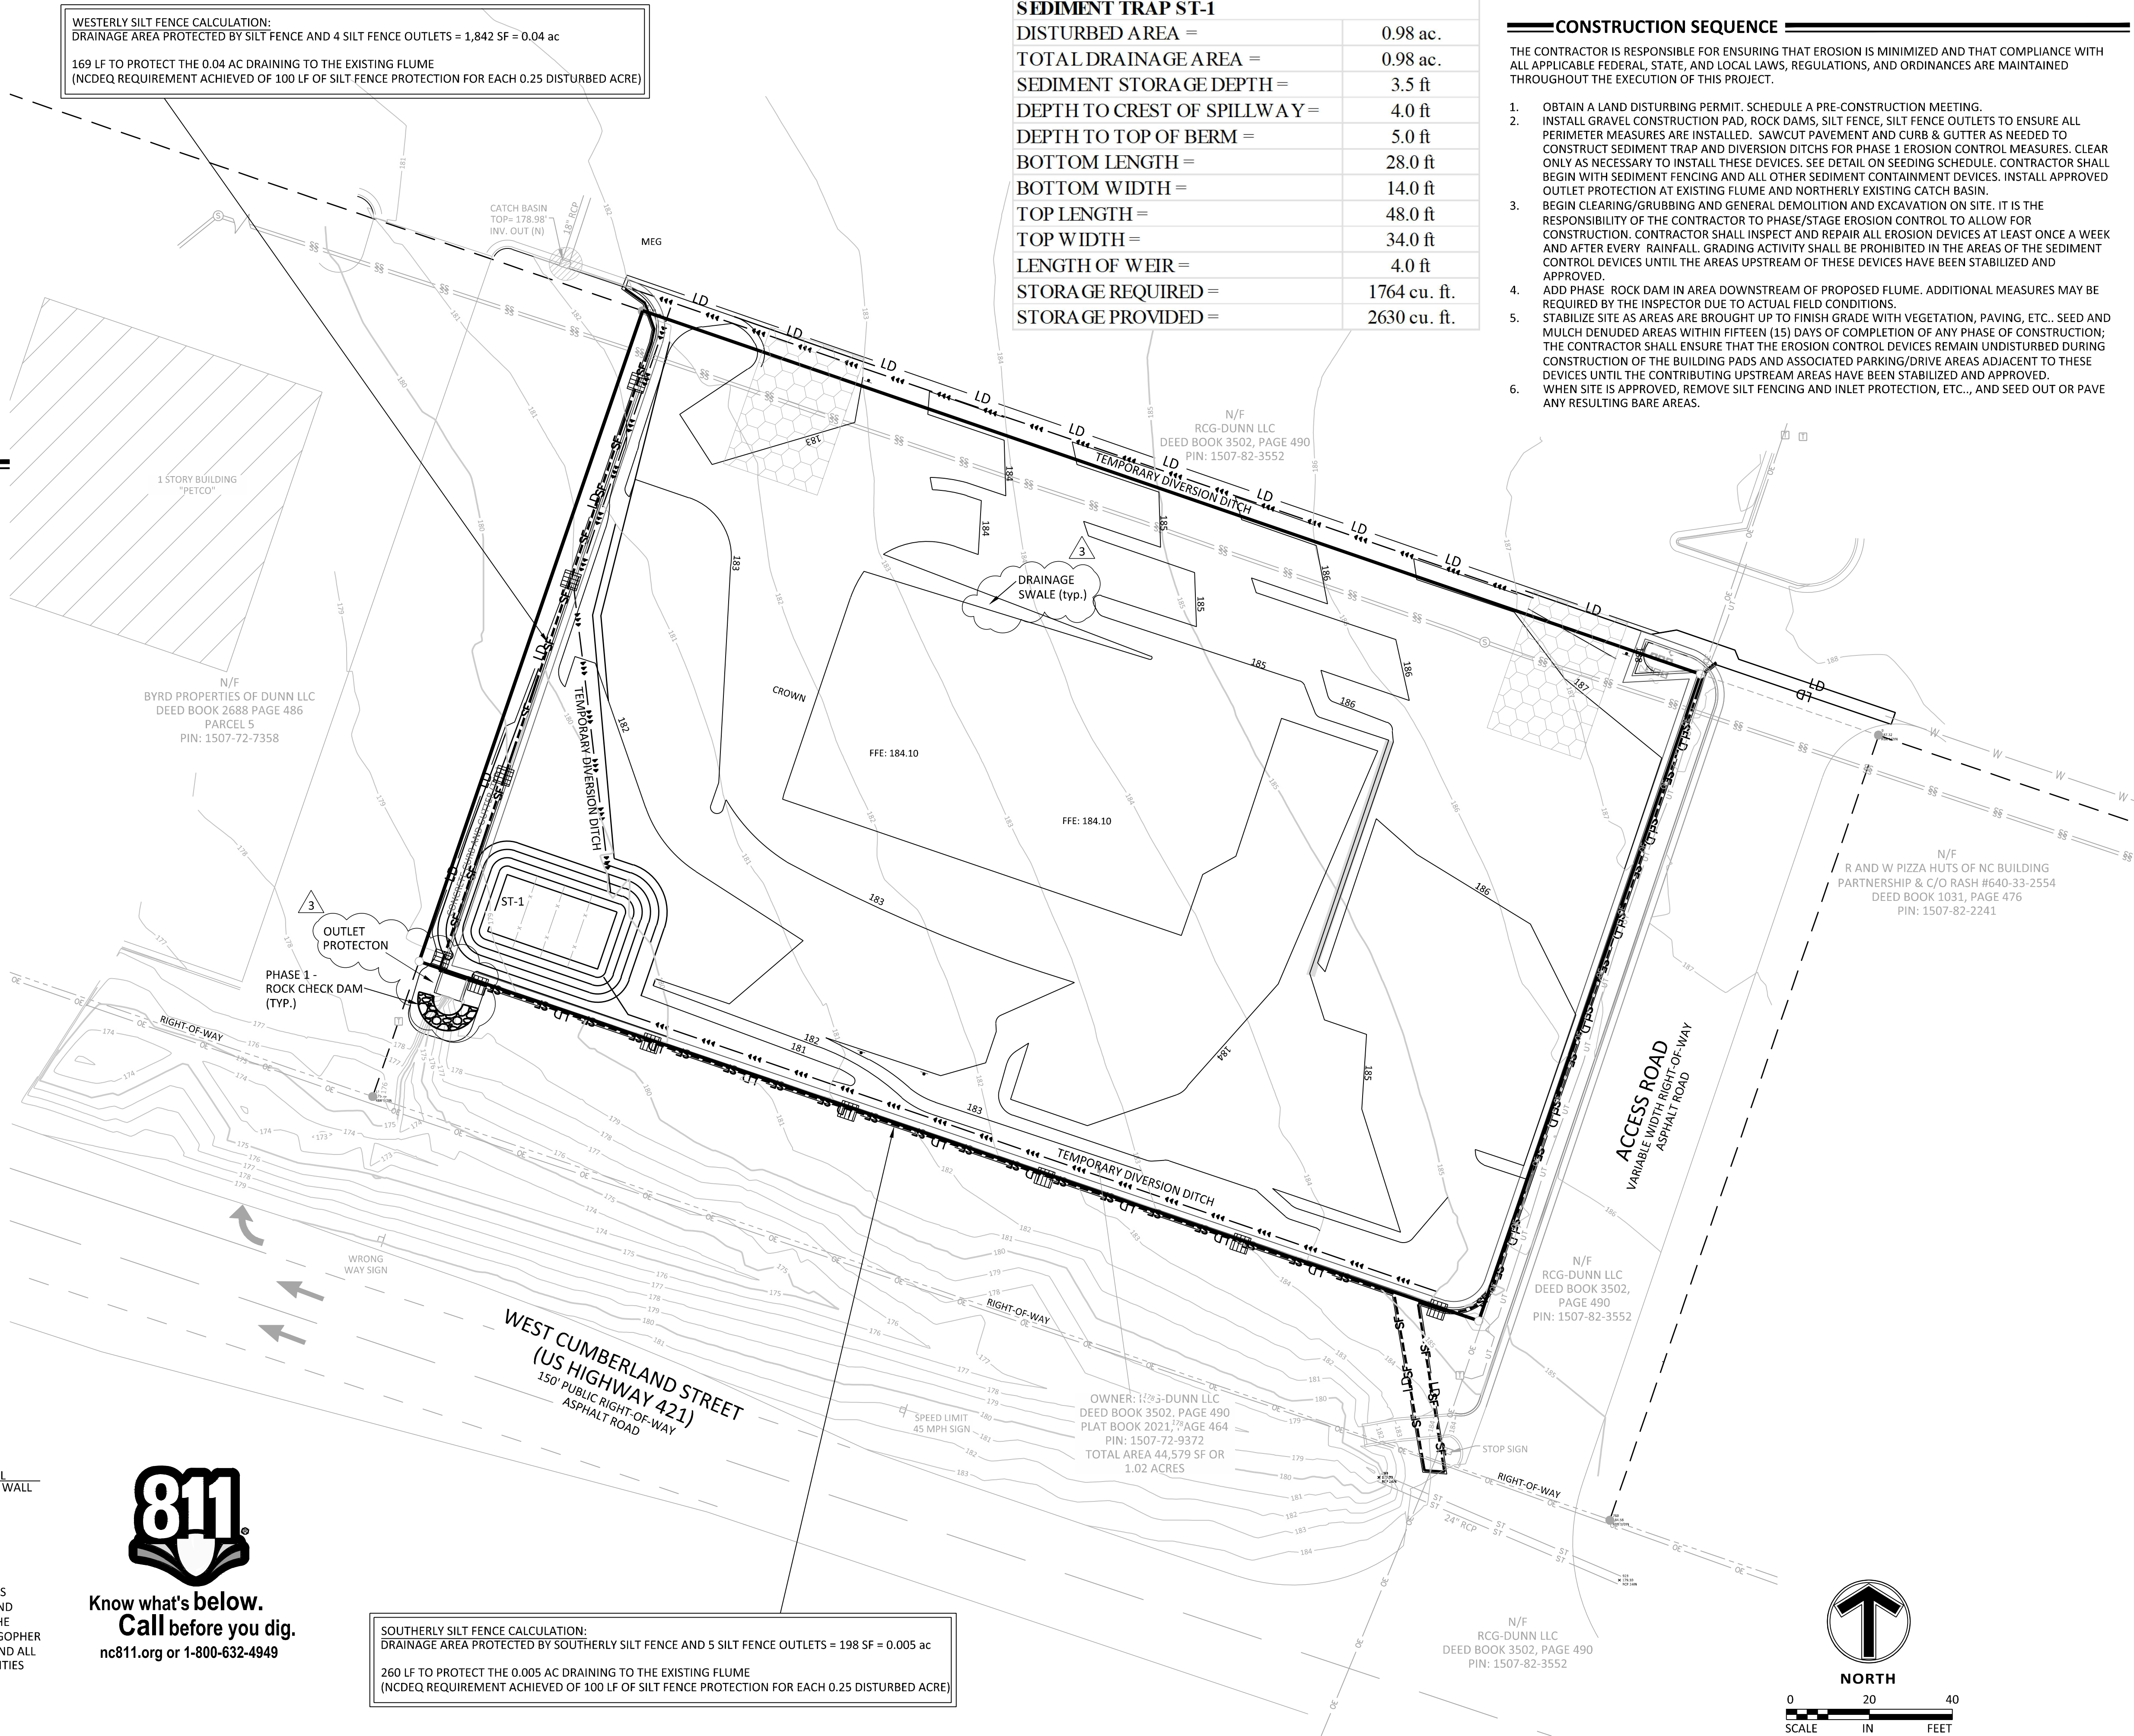 WESTERLY SILT FENCE CALCULATION:
DRAINAGE AREA PROTECTED BY SILT FENCE AND 4 SILT FENCE OUTLETS = 1,842 SF = 0.04 ac
169 LF TO PROTECT THE 0.04 AC DRAINING TO THE EXISTING FLUME
(NCDEQ REQUIREMENT ACHIEVED OF 100 LF OF SILT FENCE PROTECTION FOR EACH 0.25 DISTURBED ACRE)
SEDIMENT TRAP ST-1
DISTURBED AREA = 0.98 ac.
TOTAL DRAINAGE AREA = 0.98 ac.
SEDIMENT STORAGE DEPTH = 3.5 ft
DEPTH TO CREST OF SPILLWAY = 4.0 ft
DEPTH TO TOP OF BERM = 5.0 ft
BOTTOM LENGTH = 28.0 ft
BOTTOM WIDTH = 14.0 ft
TOP LENGTH = 48.0 ft
TOP WIDTH = 34.0 ft
LENGTH OF WEIR = 4.0 ft
STORAGE REQUIRED = 1764 cu. ft.
STORAGE PROVIDED = 2630 cu. ft.
CONSTRUCTION SEQUENCE
THE CONTRACTOR IS RESPONSIBLE FOR ENSURING THAT EROSION IS MINIMIZED AND THAT COMPLIANCE WITH
ALL APPLICABLE FEDERAL, STATE, AND LOCAL LAWS, REGULATIONS, AND ORDINANCES ARE MAINTAINED
THROUGHOUT THE EXECUTION OF THIS PROJECT.
1. OBTAIN A LAND DISTURBING PERMIT. SCHEDULE A PRE-CONSTRUCTION MEETING.
2. INSTALL GRAVEL CONSTRUCTION PAD, ROCK DAMS, SILT FENCE, SILT FENCE OUTLETS TO ENSURE ALL
PERIMETER MEASURES ARE INSTALLED. SAWCUT PAVEMENT AND CURB & GUTTER AS NEEDED TO
CONSTRUCT SEDIMENT TRAP AND DIVERSION DITCHS FOR PHASE 1 EROSION CONTROL MEASURES. CLEAR
ONLY AS NECESSARY TO INSTALL THESE DEVICES. SEE DETAIL ON SEEDING SCHEDULE. CONTRACTOR SHALL
BEGIN WITH SEDIMENT FENCING AND ALL OTHER SEDIMENT CONTAINMENT DEVICES. INSTALL APPROVED
OUTLET PROTECTION AT EXISTING FLUME AND NORTHERLY EXISTING CATCH BASIN.
3. BEGIN CLEARING/GRUBBING AND GENERAL DEMOLITION AND EXCAVATION ON SITE. IT IS THE
RESPONSIBILITY OF THE CONTRACTOR TO PHASE/STAGE EROSION CONTROL TO ALLOW FOR
CONSTRUCTION. CONTRACTOR SHALL INSPECT AND REPAIR ALL EROSION DEVICES AT LEAST ONCE A WEEK
AND AFTER EVERY RAINFALL. GRADING ACTIVITY SHALL BE PROHIBITED IN THE AREAS OF THE SEDIMENT
CONTROL DEVICES UNTIL THE AREAS UPSTREAM OF THESE DEVICES HAVE BEEN STABILIZED AND
APPROVED.
4. ADD PHASE ROCK DAM IN AREA DOWNSTREAM OF PROPOSED FLUME. ADDITIONAL MEASURES MAY BE
REQUIRED BY THE INSPECTOR DUE TO ACTUAL FIELD CONDITIONS.
5. STABILIZE SITE AS AREAS ARE BROUGHT UP TO FINISH GRADE WITH VEGETATION, PAVING, ETC.. SEED AND
MULCH DENUDED AREAS WITHIN FIFTEEN (15) DAYS OF COMPLETION OF ANY PHASE OF CONSTRUCTION;
THE CONTRACTOR SHALL ENSURE THAT THE EROSION CONTROL DEVICES REMAIN UNDISTURBED DURING
CONSTRUCTION OF THE BUILDING PADS AND ASSOCIATED PARKING/DRIVE AREAS ADJACENT TO THESE
DEVICES UNTIL THE CONTRIBUTING UPSTREAM AREAS HAVE BEEN STABILIZED AND APPROVED.
6. WHEN SITE IS APPROVED, REMOVE SILT FENCING AND INLET PROTECTION, ETC.., AND SEED OUT OR PAVE
ANY RESULTING BARE AREAS.
CATCH BASIN
TOP= 178.98'
INV. OUT (N)
18" RCP
MEG
1 STORY BUILDING
"PETCO"
N/F
RCG-DUNN LLC
DEED BOOK 3502, PAGE 490
PIN: 1507-82-3552
TEMPORARY DIVERSION DITCH
3
DRAINAGE
SWALE (typ.)
N/F
BYRD PROPERTIES OF DUNN LLC
DEED BOOK 2688 PAGE 486
PARCEL 5
PIN: 1507-72-7358
CROWN
FFE: 184.10
FFE: 184.10
TEMPORARY DIVERSION DITCH
N/F
R AND W PIZZA HUTS OF NC BUILDING
PARTNERSHIP & C/O RASH #640-33-2554
DEED BOOK 1031, PAGE 476
PIN: 1507-82-2241
ST-1
3
OUTLET
PROTECTON
PHASE 1 -
ROCK CHECK DAM
(TYP.)
RIGHT-OF-WAY
ACCESS ROAD
VARIABLE WIDTH RIGHT-OF-WAY
ASPHALT ROAD
TEMPORARY DIVERSION DITCH
WRONG
WAY SIGN
N/F
RCG-DUNN LLC
DEED BOOK 3502,
PAGE 490
PIN: 1507-82-3552
RIGHT-OF-WAY
WEST CUMBERLAND STREET
(US HIGHWAY 421)
150' PUBLIC RIGHT-OF-WAY
ASPHALT ROAD
SPEED LIMIT
45 MPH SIGN
DEED BOOK 3502, PAGE 490
PLAT BOOK 2021, PAGE 464
PIN: 1507-72-9372
TOTAL AREA 44,579 SF OR
1.02 ACRES
STOP SIGN
RIGHT-OF-WAY
24" RCP
WALL
GOPHER
811
Know what's below.
Call before you dig.
nc811.org or 1-800-632-4949
SOUTHERLY SILT FENCE CALCULATION:
DRAINAGE AREA PROTECTED BY SOUTHERLY SILT FENCE AND 5 SILT FENCE OUTLETS = 198 SF = 0.005 ac
260 LF TO PROTECT THE 0.005 AC DRAINING TO THE EXISTING FLUME
(NCDEQ REQUIREMENT ACHIEVED OF 100 LF OF SILT FENCE PROTECTION FOR EACH 0.25 DISTURBED ACRE)
N/F
RCG-DUNN LLC
DEED BOOK 3502, PAGE 490
PIN: 1507-82-3552
NORTH
0 20 40
SCALE IN FEET